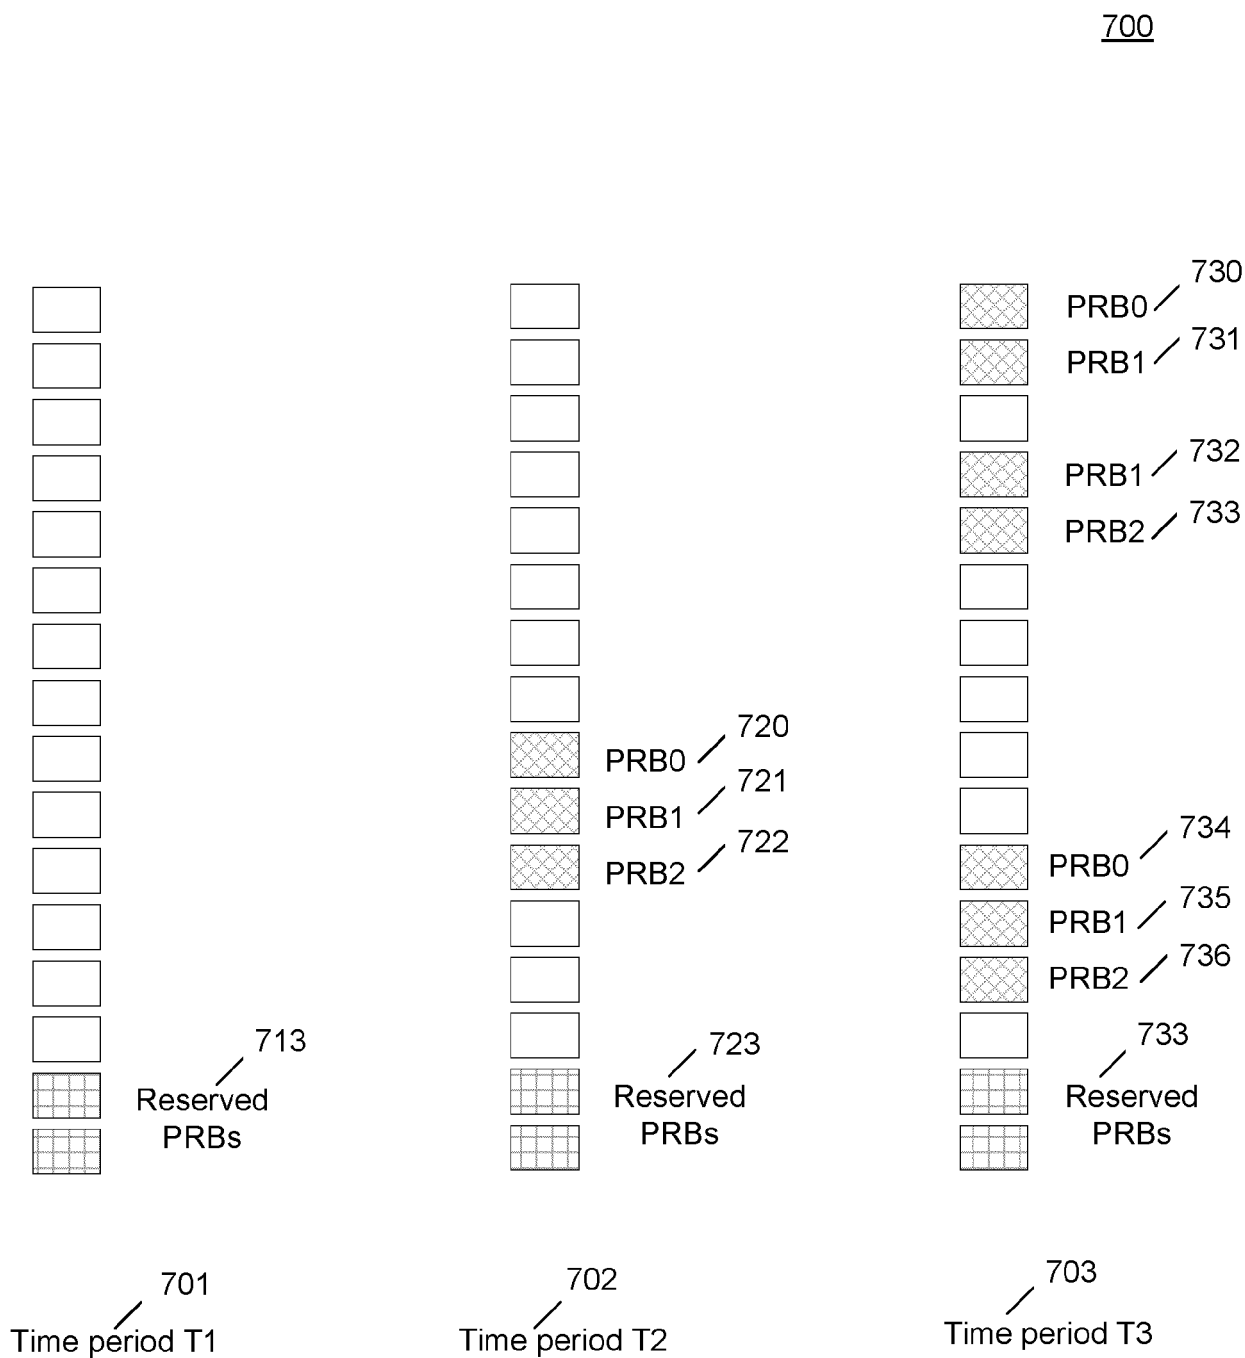 700
730
PRB0
731
PRB1
732
PRB1
733
PRB2
720
PRB0
721
PRB1
722
PRB2
734
PRB0
735
PRB1
736
PRB2
713
Reserved
PRBs
723
Reserved
PRBs
733
Reserved
PRBs
701
Time period T1
702
Time period T2
703
Time period T3